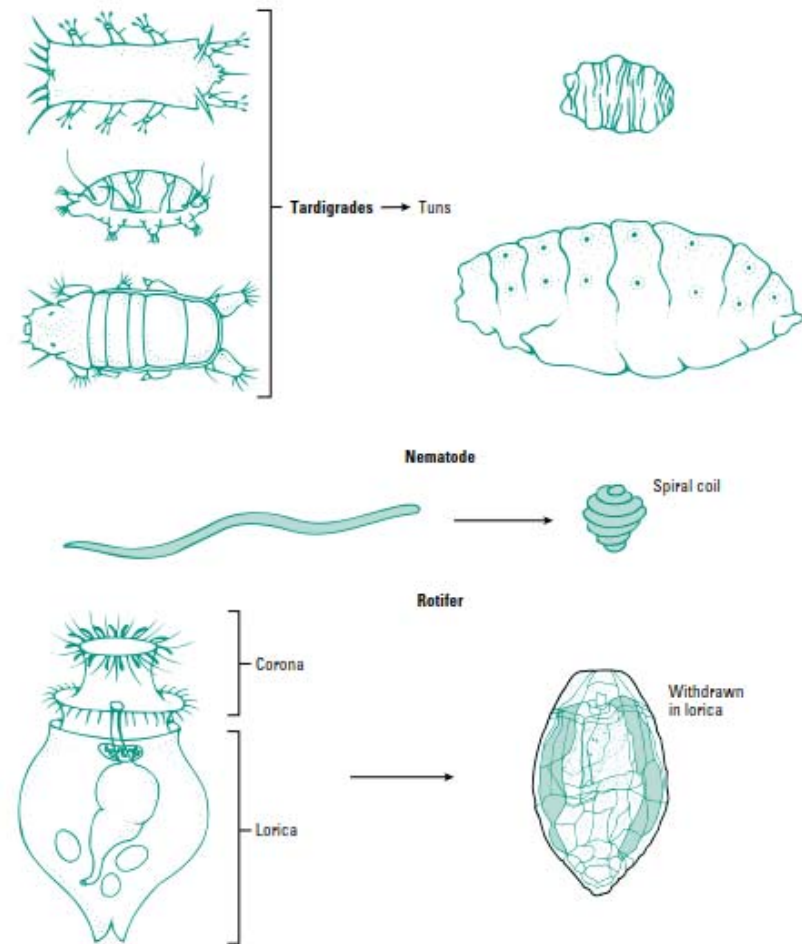 Tardigrades
Tuns
Nematode
Spiral coil
Rotifer
Corona
Withdrawn
in lorica
Lorica